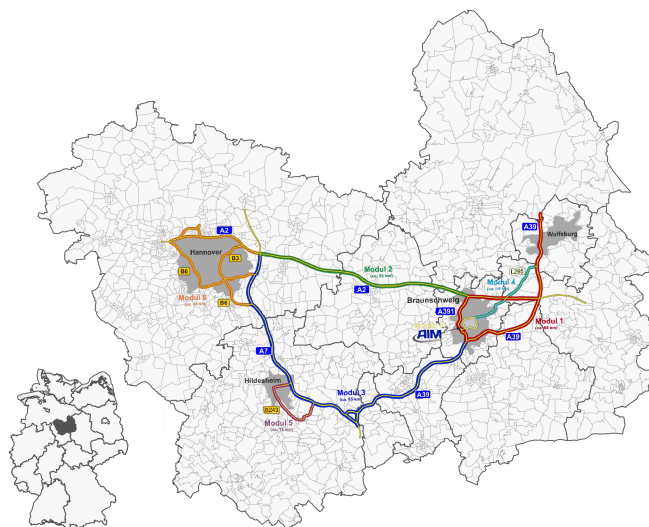 A39
Wolfsburg
A2
Hannover
B3
B6
Modul 2
L295
Modul 4
A2
Modul 6
B6
Braunschweig
A391
Modul 1
AIM
A39
A7
Hildesheim
Modul 3
A39
B243
Modul 5